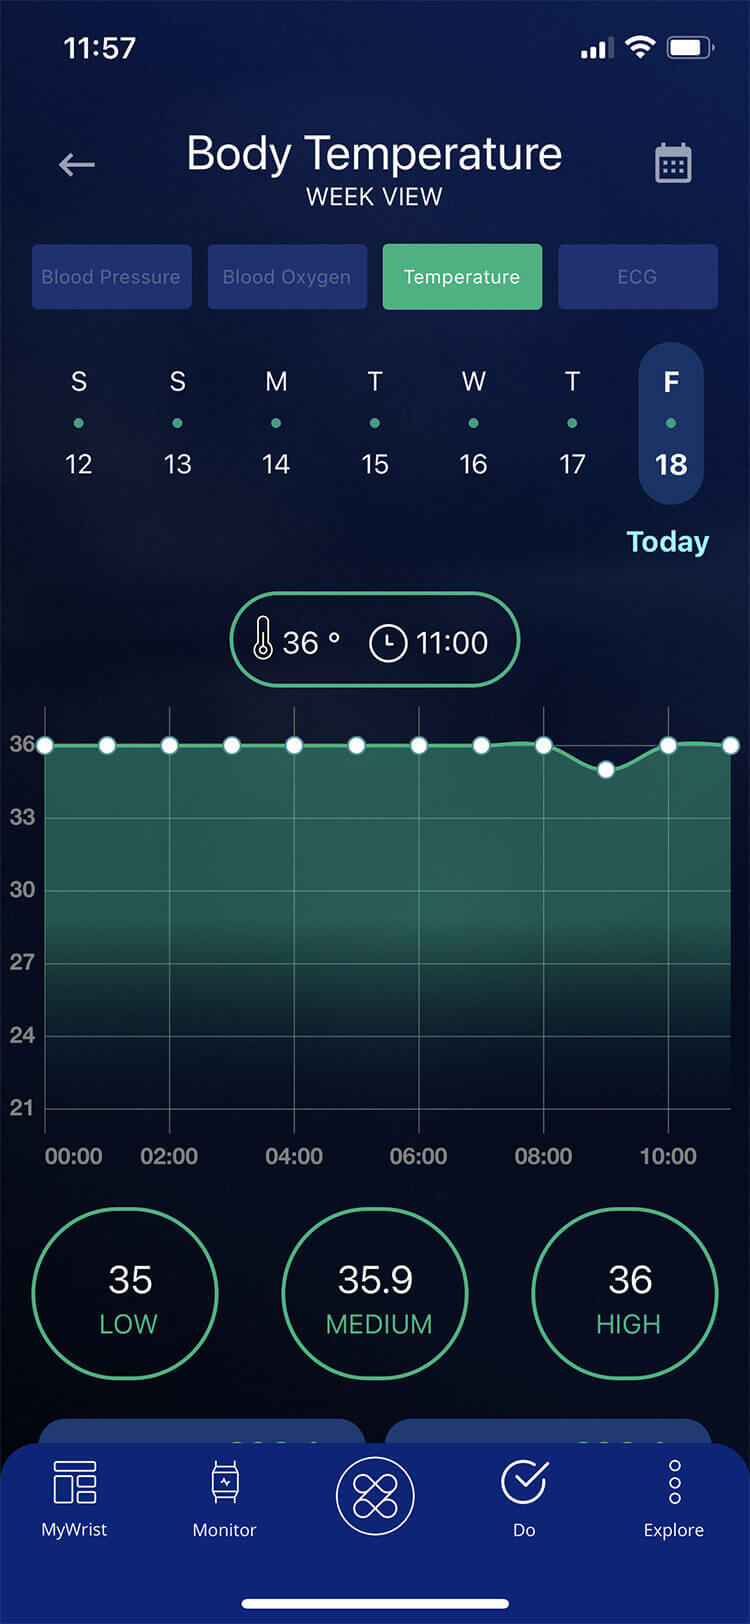 11:57
Body Temperature
WEEK VIEW
Blood Pressure Blood Oxygen Temperature ECG
S S M T W T F
12 13 14 15 16 17 18
Today
36 ° 11:00
36
33
30
27
24
21
00:00 02:00 04:00 06:00 08:00 10:00
35 35.9 36
LOW MEDIUM HIGH
MyWrist Monitor Do Explore